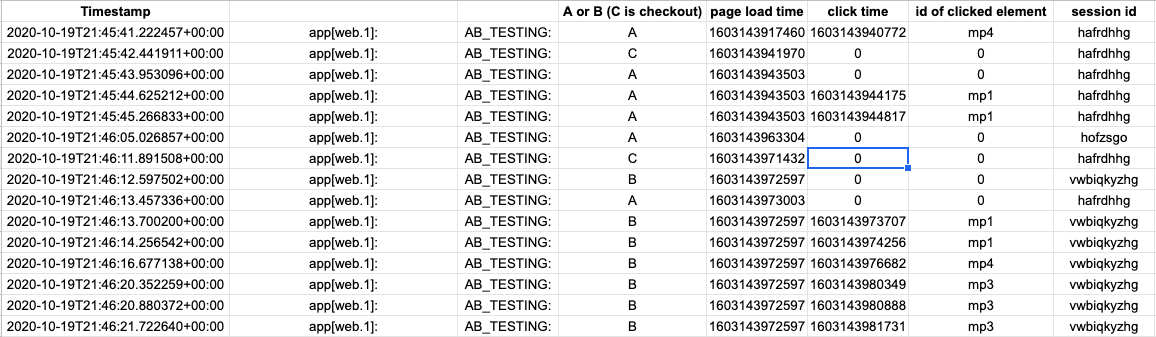 Timestamp A or B (C is checkout) page load time click time id of clicked element session id
2020-10-19T21:45:41.222457+00:00 app[web.1]: AB_TESTING: A 1603143917460 1603143940772 mp4 hafrdhhg
2020-10-19T21:45:42.441911+00:00 app[web.1]: AB_TESTING: C 1603143941970 0 0 hafrdhhg
2020-10-19T21:45:43.953096+00:00 app[web.1]: AB_TESTING: A 1603143943503 0 0 hafrdhhg
2020-10-19T21:45:44.625212+00:00 app[web.1]: AB_TESTING: A 1603143943503 1603143944175 mp1 hafrdhhg
2020-10-19T21:45:45.266833+00:00 app[web.1]: AB_TESTING: A 1603143943503 1603143944817 mp1 hafrdhhg
2020-10-19T21:46:05.026857+00:00 app[web.1]: AB_TESTING: A 1603143963304 0 0 hofzsgo
2020-10-19T21:46:11.891508+00:00 app[web.1]: AB_TESTING: C 1603143971432 0 0 hafrdhhg
2020-10-19T21:46:12.597502+00:00 app[web.1]: AB_TESTING: B 1603143972597 0 0 vwbiqkyzhg
2020-10-19T21:46:13.457336+00:00 app[web.1]: AB_TESTING: A 1603143973003 0 0 hafrdhhg
2020-10-19T21:46:13.700200+00:00 app[web.1]: AB_TESTING: B 1603143972597 1603143973707 mp1 vwbiqkyzhg
2020-10-19T21:46:14.256542+00:00 app[web.1]: AB_TESTING: B 1603143972597 1603143974256 mp1 vwbiqkyzhg
2020-10-19T21:46:16.677138+00:00 app[web.1]: AB_TESTING: B 1603143972597 1603143976682 mp4 vwbiqkyzhg
2020-10-19T21:46:20.352259+00:00 app[web.1]: AB_TESTING: B 1603143972597 1603143980349 mp3 vwbiqkyzhg
2020-10-19T21:46:20.880372+00:00 app[web.1]: AB_TESTING: B 1603143972597 1603143980888 mp3 vwbiqkyzhg
2020-10-19T21:46:21.722640+00:00 app[web.1]: AB_TESTING: B 1603143972597 1603143981731 mp3 vwbiqkyzhg